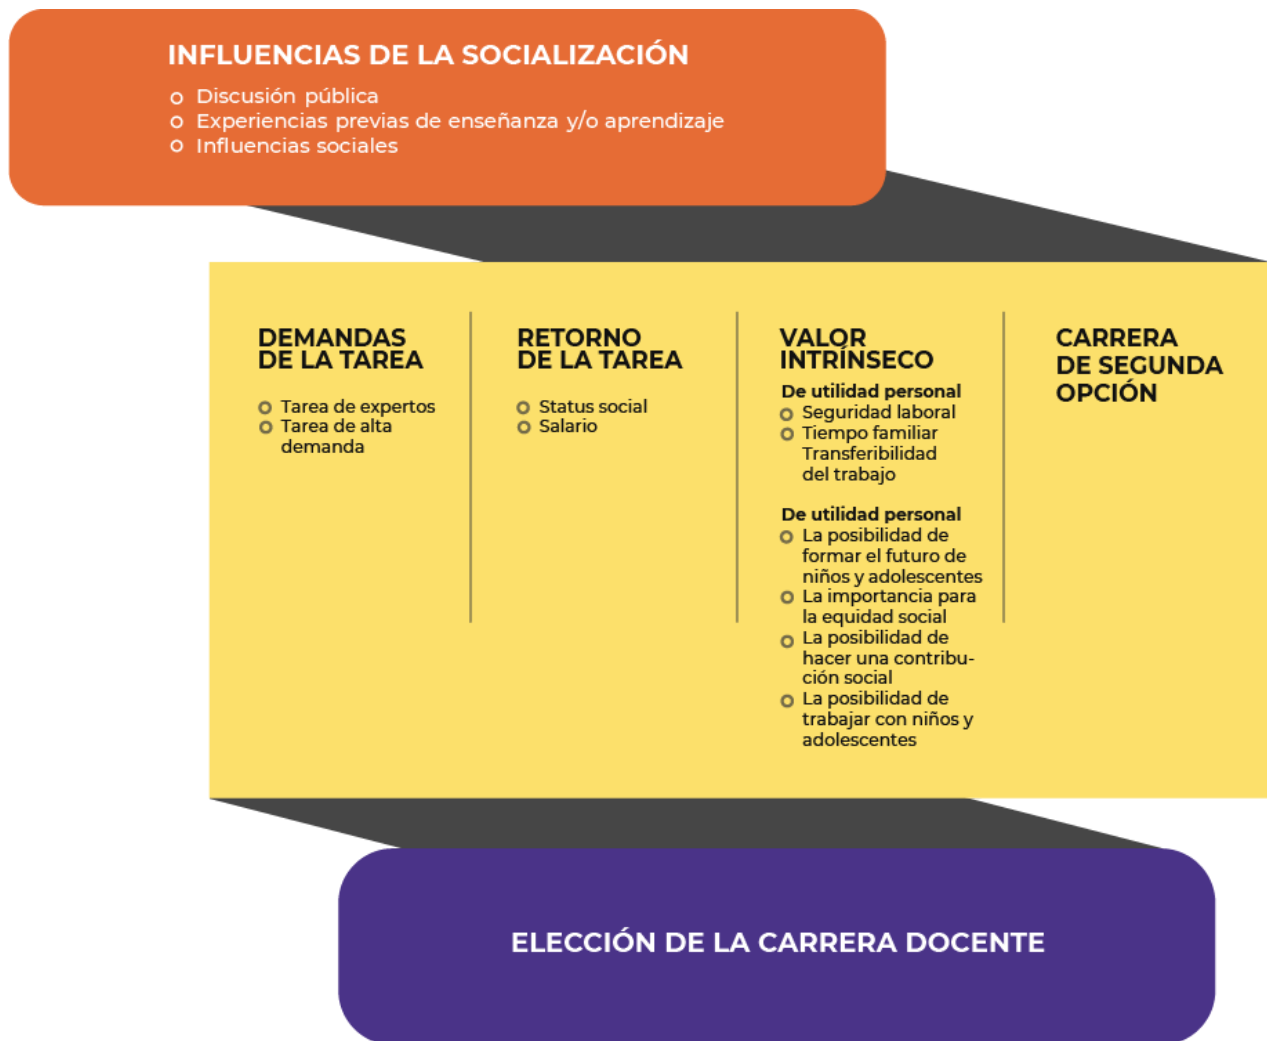 INFLUENCIAS DE LA SOCIALIZACIÓN
Discusión pública
Experiencias previas de enseñanza y/o aprendizaje
Influencias sociales
DEMANDAS
DE LA TAREA
Tarea de expertos
Tarea de alta
demanda
RETORNO
DE LA TAREA
Status social
Salario
VALOR
INTRÍNSECO
De utilidad personal
Seguridad laboral
Tiempo familiar
Transferibilidad
del trabajo
De utilidad personal
La posibilidad de
formar el futuro de
niños y adolescentes
La importancia para
la equidad social
La posibilidad de
hacer una contribu-
ción social
La posibilidad de
trabajar con niños y
adolescentes
CARRERA
DE SEGUNDA
OPCIÓN
ELECCIÓN DE LA CARRERA DOCENTE